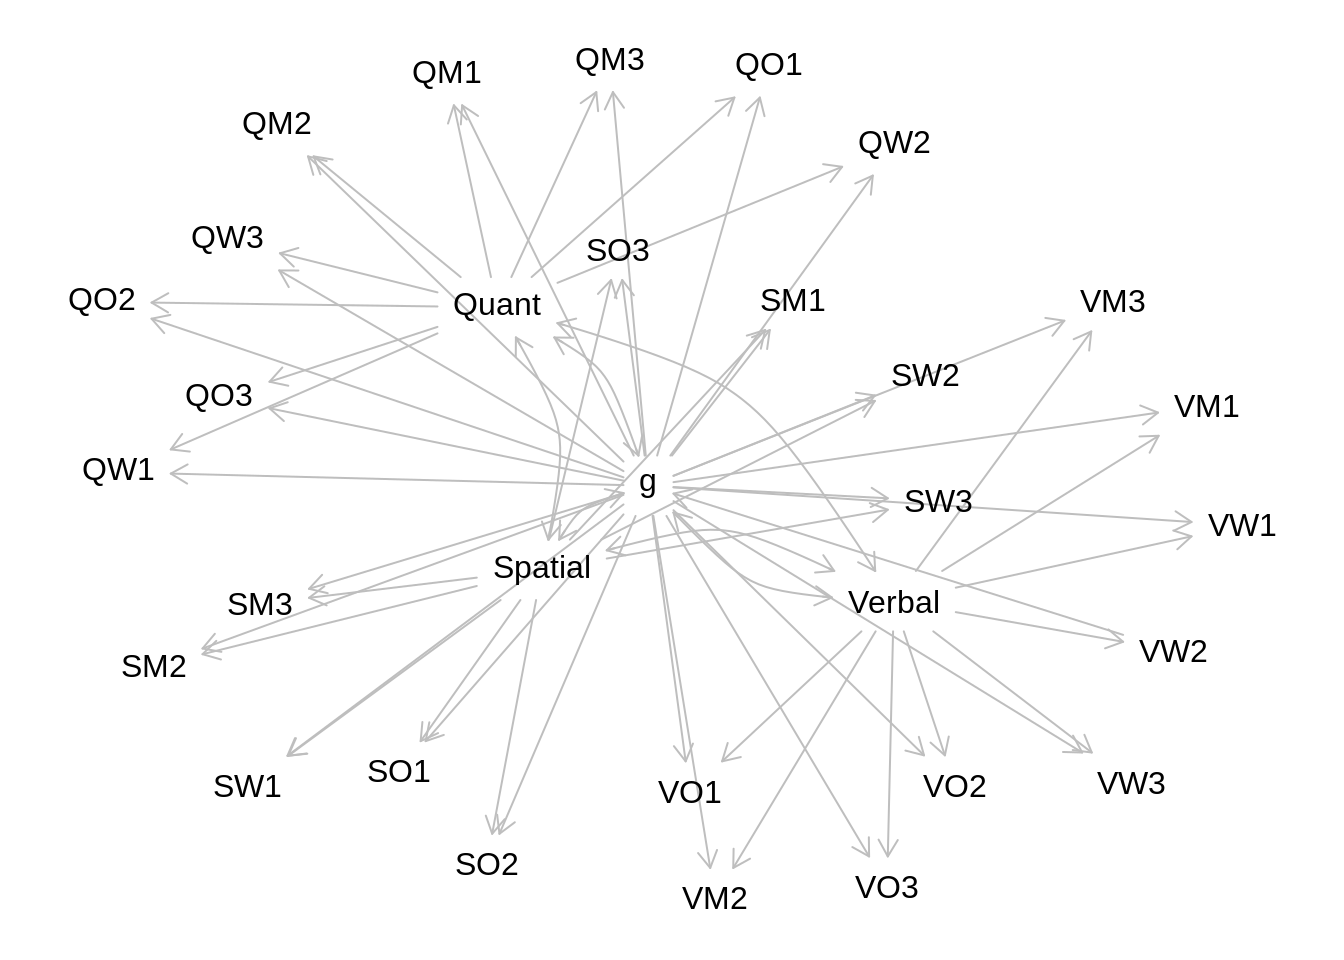 QM3
QO1
QM1
QM2
QW2
QW3
SO3
QO2
Quant
SM1
VM3
SW2
QO3
VM1
QW1
g
SW3
VW1
Spatial
SM3
Verbal
VW2
SM2
SW1
SO1
VO1
VO2
VW3
SO2
VM2
VO3